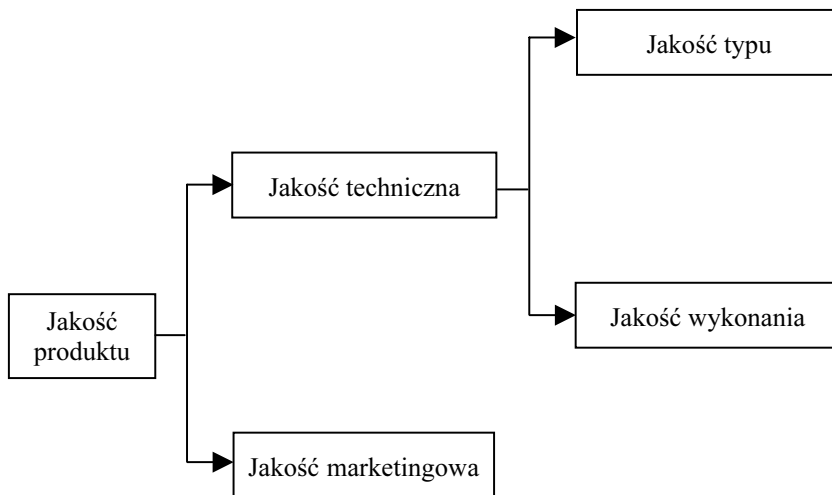 Jakość typu
Jakość techniczna
Jakość wykonania
Jakość
produktu
Jakość marketingowa